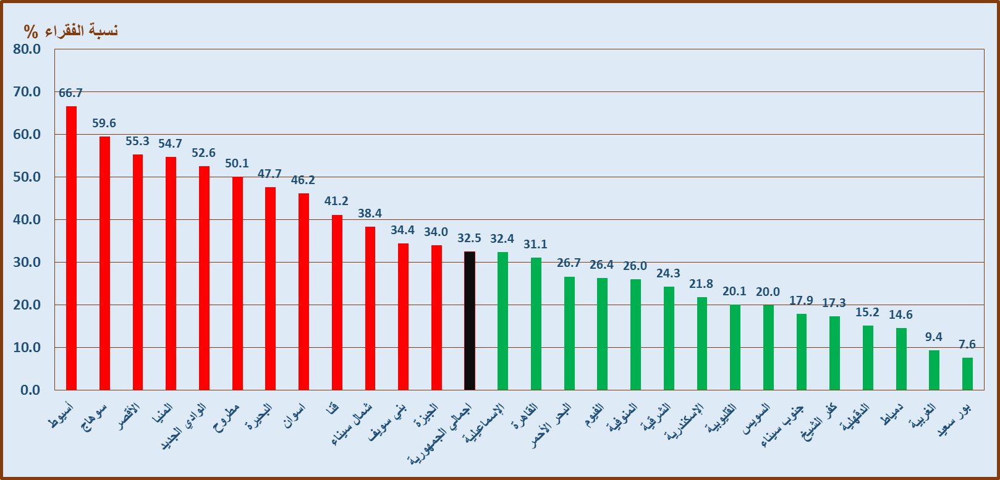 نسبة الفقراء %
80.0
70.0
60.0
50.0
40.0
30.0
20.0
10.0
0.0
66.7
59.6
55.3
54.7
52.6
50.1
47.7
46.2
41.2
38.4
34.4
34.0
32.5
32.4
31.1
26.7
26.4
26.0
24.3
21.8
20.1
20.0
17.9
17.3
15.2
14.6
9.4
7.6
أسيوط
سوهاج
الأقصر
المنيا
الوادي الجديد
مطروح
البحيرة
اسوان
قنا
شمال سيناء
بني سويف
الجيزة
اجمالي الجمهورية
الإسماعيلية
القاهرة
البحر الأحمر
الفيوم
المنوفية
الشرقية
الإسكندرية
القليوبية
السويس
جنوب سيناء
كفر الشيخ
الدقهلية
دمياط
الغربية
بور سعيد